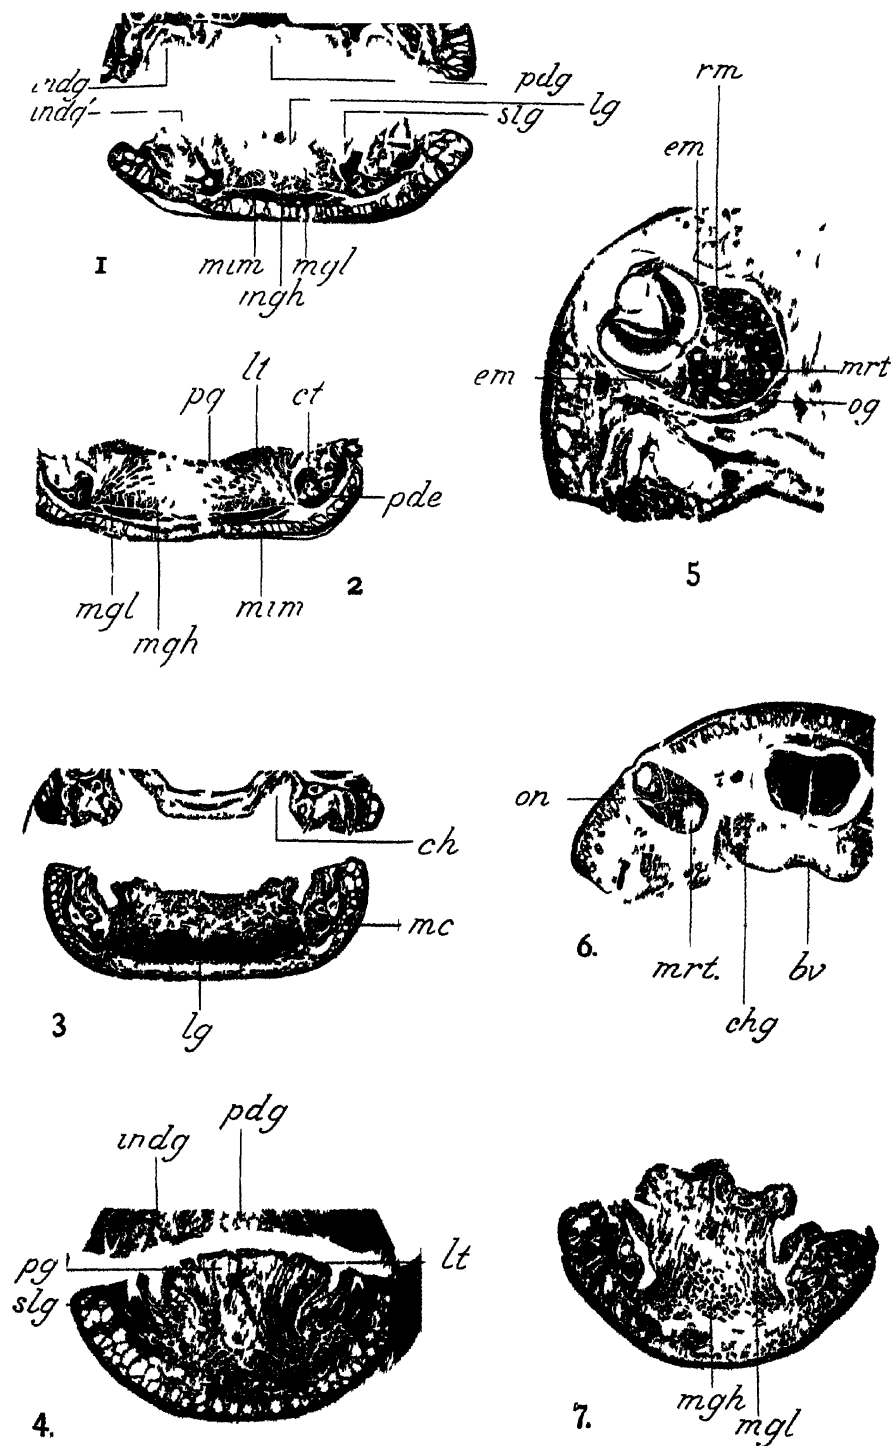 indg
pdg
indg'
lg
slg
mim
mgl
mgh
1
rm
em
em
mrt
og
5
pg
lt
ct
pde
mgl
mim
mgh
2
ch
mc
lg
3
on
mrt.
bv
chg
6.
pdg
indg
pg
lt
slg
4.
mgh
mgl
7.